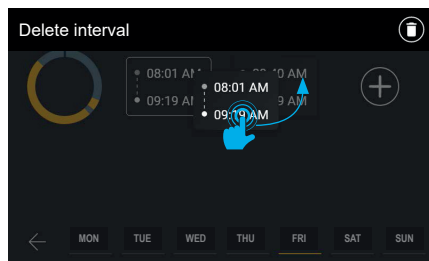 Delete interval
08:01 AM
09:19 AM
08:01 AM
09:19 AM
MON TUE WED THU FRI SAT SUN